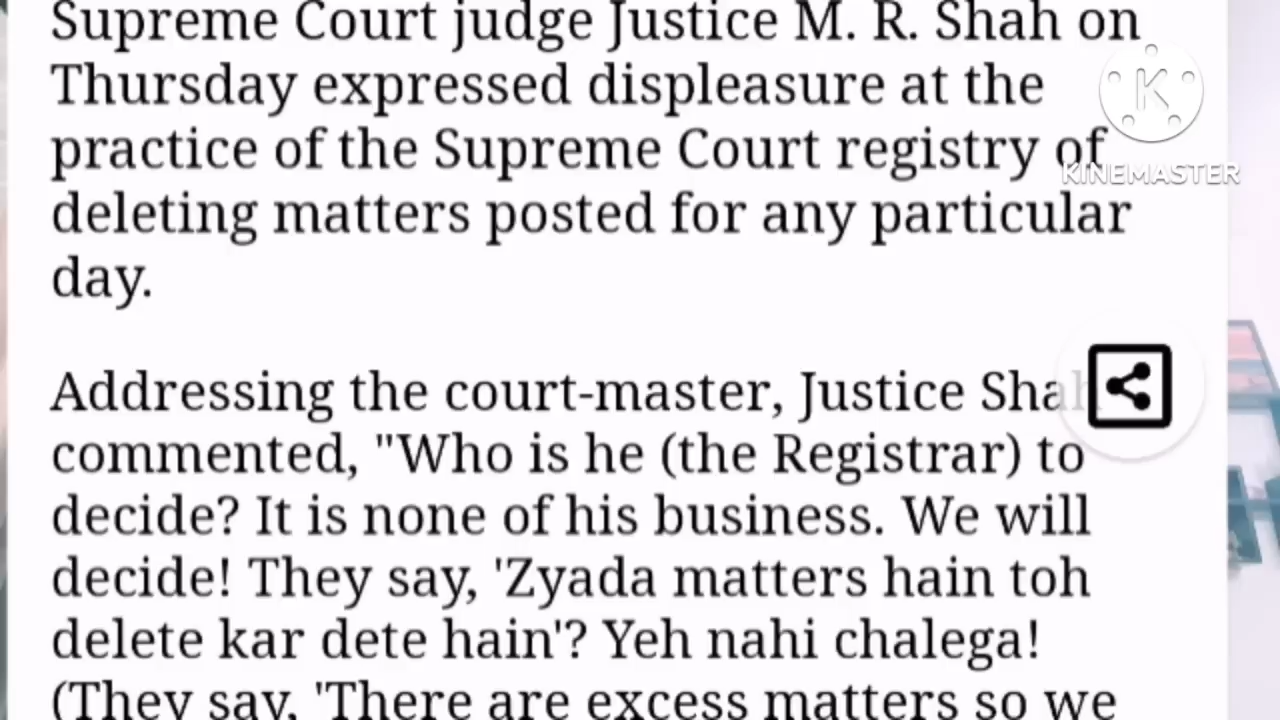 Supreme Court judge Justice M. R. Shah on
Thursday expressed displeasure at the
practice of the Supreme Court registry of
deleting matters posted for any particular
day.
Addressing the court-master, Justice Shah
commented, "Who is he (the Registrar) to
decide? It is none of his business. We will
decide! They say, 'Zyada matters hain toh
delete kar dete hain'? Yeh nahi chalega!
(They say, 'There are excess matters so we
K
KINEMASTER